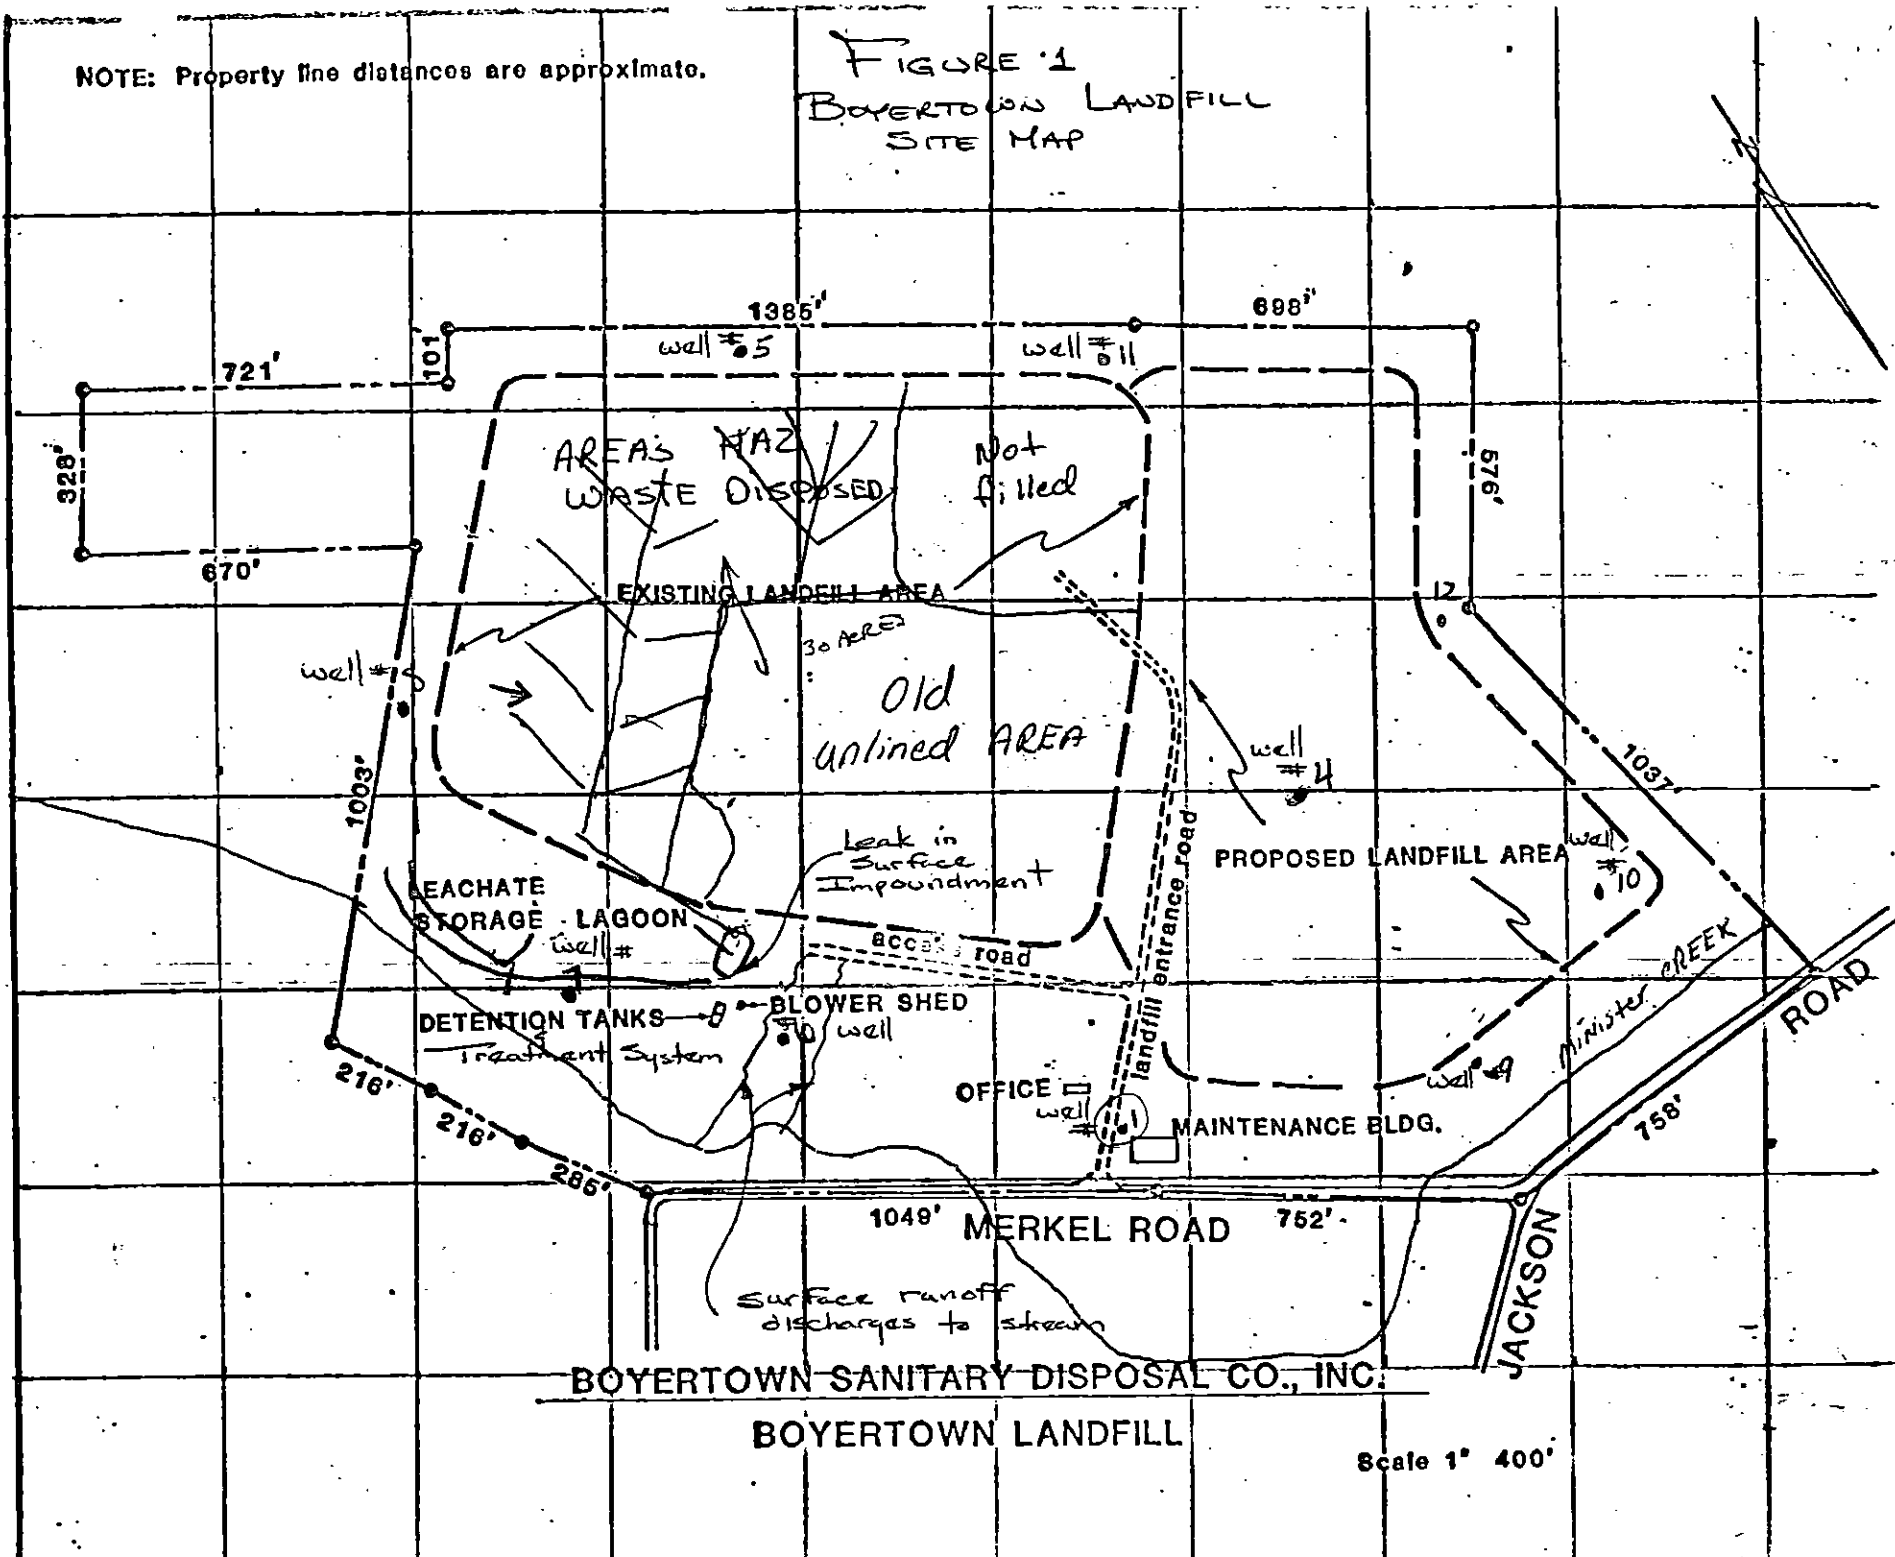 NOTE: Property line distances are approximate.
FIGURE 1
BOYERTOWN LANDFILL
SITE MAP
1385'
698'
well # 5
well # 11
101
721'
328'
670'
576'
AREAS HAZ
WASTE DISPOSED
Not
filled
EXISTING LANDFILL AREA
30 ACRES
12
well # 8
Old
unlined AREA
well
# 4
1003'
1037'
Leak in
Surface
Impoundment
PROPOSED LANDFILL AREA
well
# 10
LEACHATE
STORAGE LAGOON
well #
7
access road
landfill entrance road
MINISTER CREEK
ROAD
DETENTION TANKS
BLOWER SHED
well
Treatment System
216'
216'
285'
OFFICE
well
# 1
MAINTENANCE BLDG.
well #9
758'
1049'
MERKEL ROAD
752'
JACKSON
Surface runoff
discharges to stream
BOYERTOWN SANITARY DISPOSAL CO., INC.
BOYERTOWN LANDFILL
Scale 1" 400'